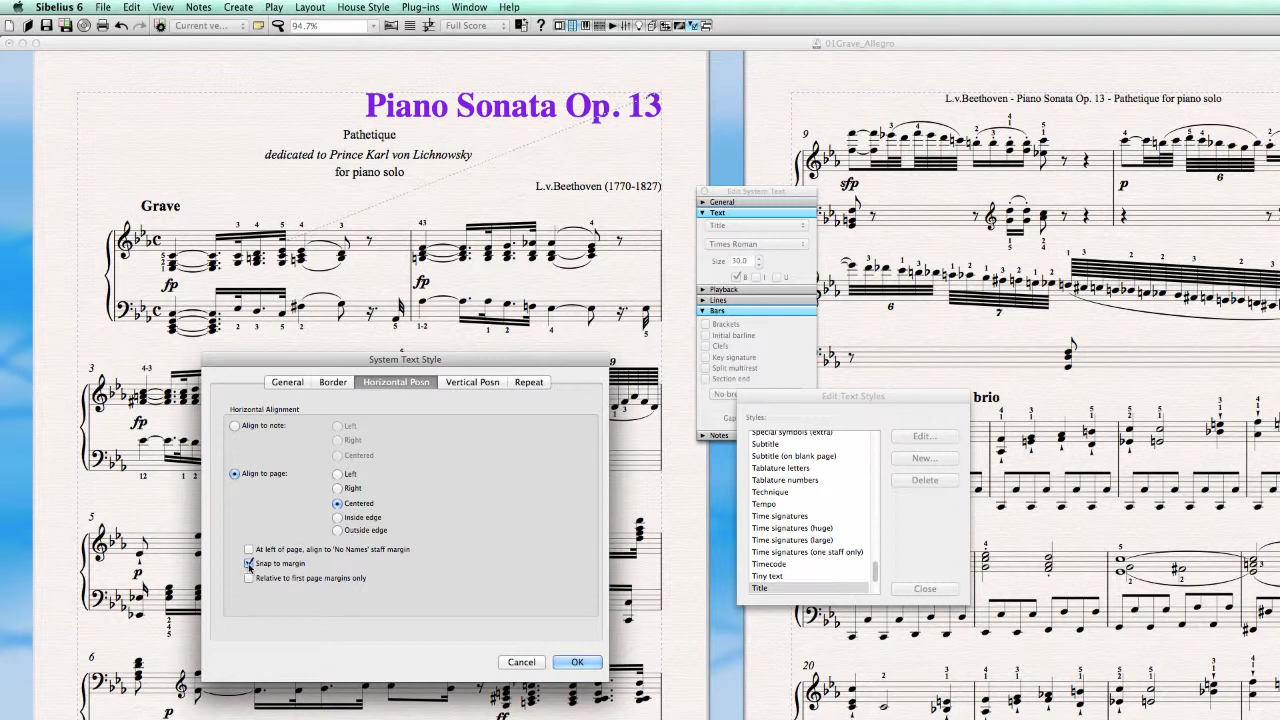 Sibelius 6 File Edit View Notes Create Play Layout House Style Plug-ins Window Help
Current ve... 94.7% Full Score
01Grave_Allegro
Piano Sonata Op. 13
Pathetique
dedicated to Prince Karl von Lichnowsky
for piano solo
L.v.Beethoven (1770-1827)
Grave
L.v.Beethoven - Piano Sonata Op. 13 - Pathetique for piano solo
Edit System Text
General
Text
Title
Times Roman
Size 30.0
B I U
Playback
Lines
Bars
Brackets
Initial barline
Clefs
Key signature
Split multirest
Section end
Notes
System Text Style
General Border Horizontal Posn Vertical Posn Repeat
Horizontal Alignment
Align to note:
Left
Right
Centered
Align to page:
Left
Right
Centered
Inside edge
Outside edge
At left of page, align to 'No Names' staff margin
Snap to margin
Relative to first page margins only
Cancel OK
Edit Text Styles
Styles:
Special symbols (extra)
Subtitle
Subtitle (on blank page)
Tablature letters
Tablature numbers
Technique
Tempo
Time signatures
Time signatures (huge)
Time signatures (large)
Time signatures (one staff only)
Timecode
Tiny text
Title
Edit...
New...
Delete
Close
brio